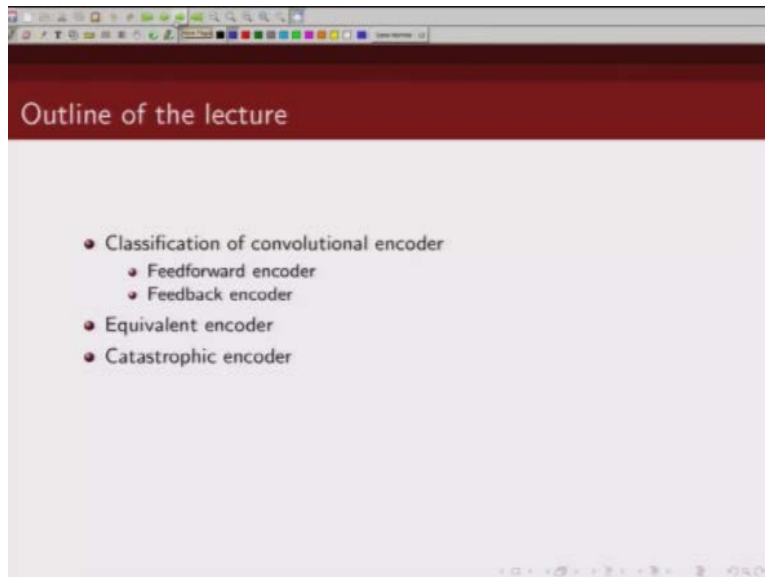 Outline of the lecture
Classification of convolutional encoder
Feedforward encoder
Feedback encoder
Equivalent encoder
Catastrophic encoder